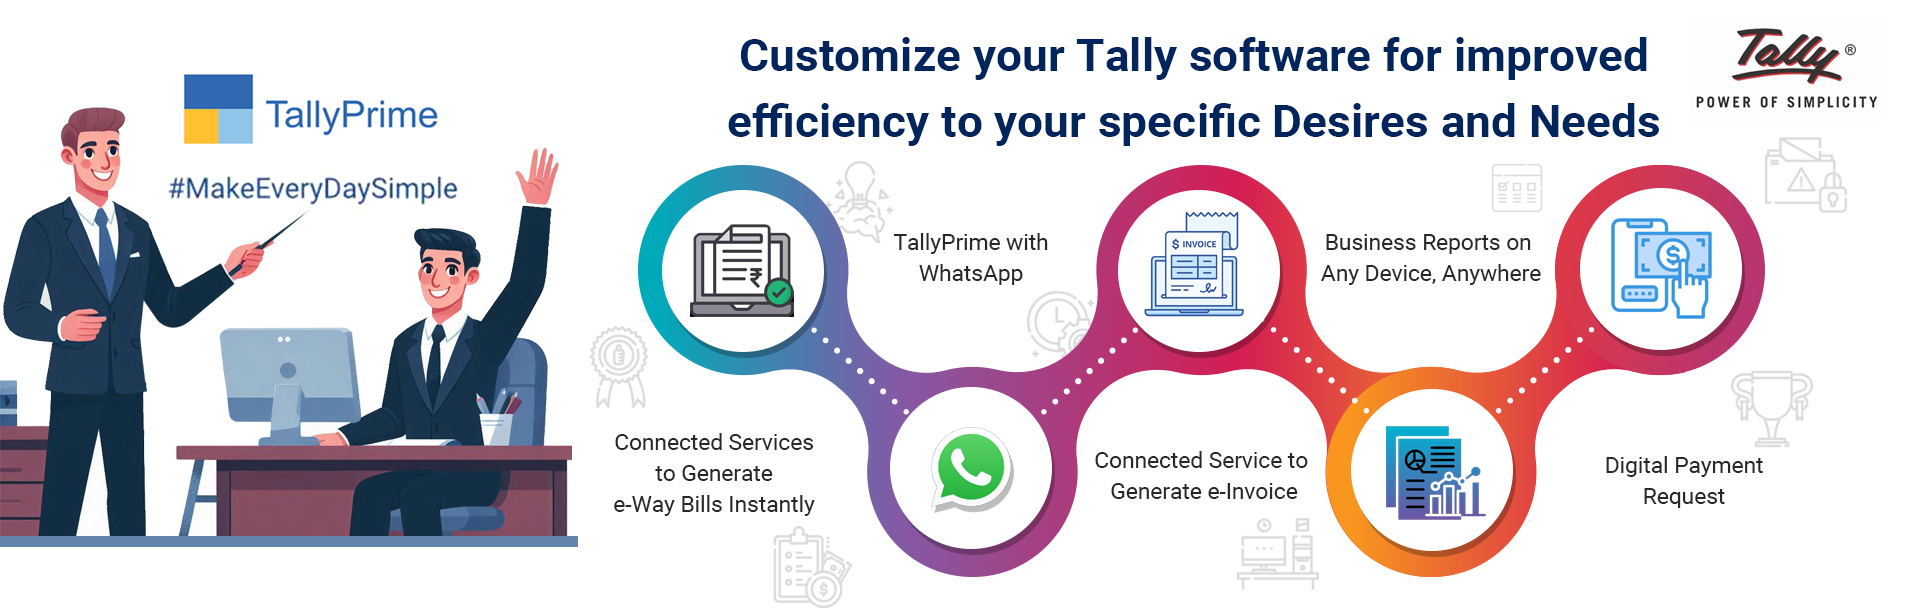 TallyPrime
#MakeEveryDaySimple
Customize your Tally software for improved
efficiency to your specific Desires and Needs
Tally®
POWER OF SIMPLICITY
₹
Connected Services
to Generate
e-Way Bills Instantly
TallyPrime with
WhatsApp
$ INVOICE
Connected Service to
Generate e-Invoice
Business Reports on
Any Device, Anywhere
$
Digital Payment
Request
$